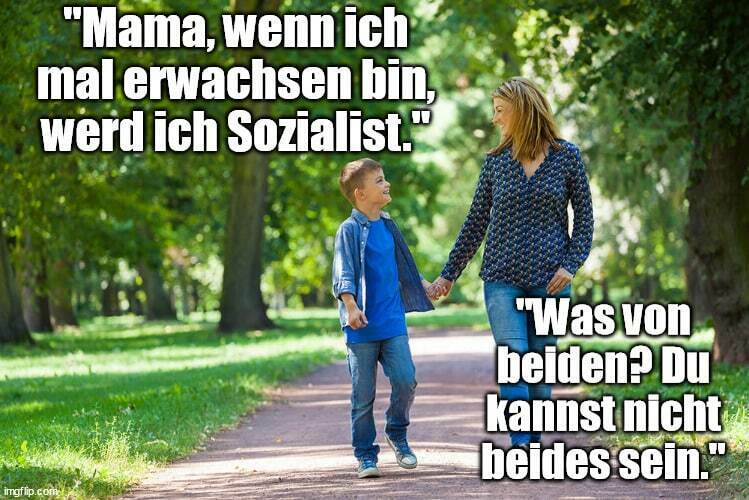 "Mama, wenn ich
mal erwachsen bin,
werd ich Sozialist."
"Was von
beiden? Du
kannst nicht
beides sein."
imgflip.com